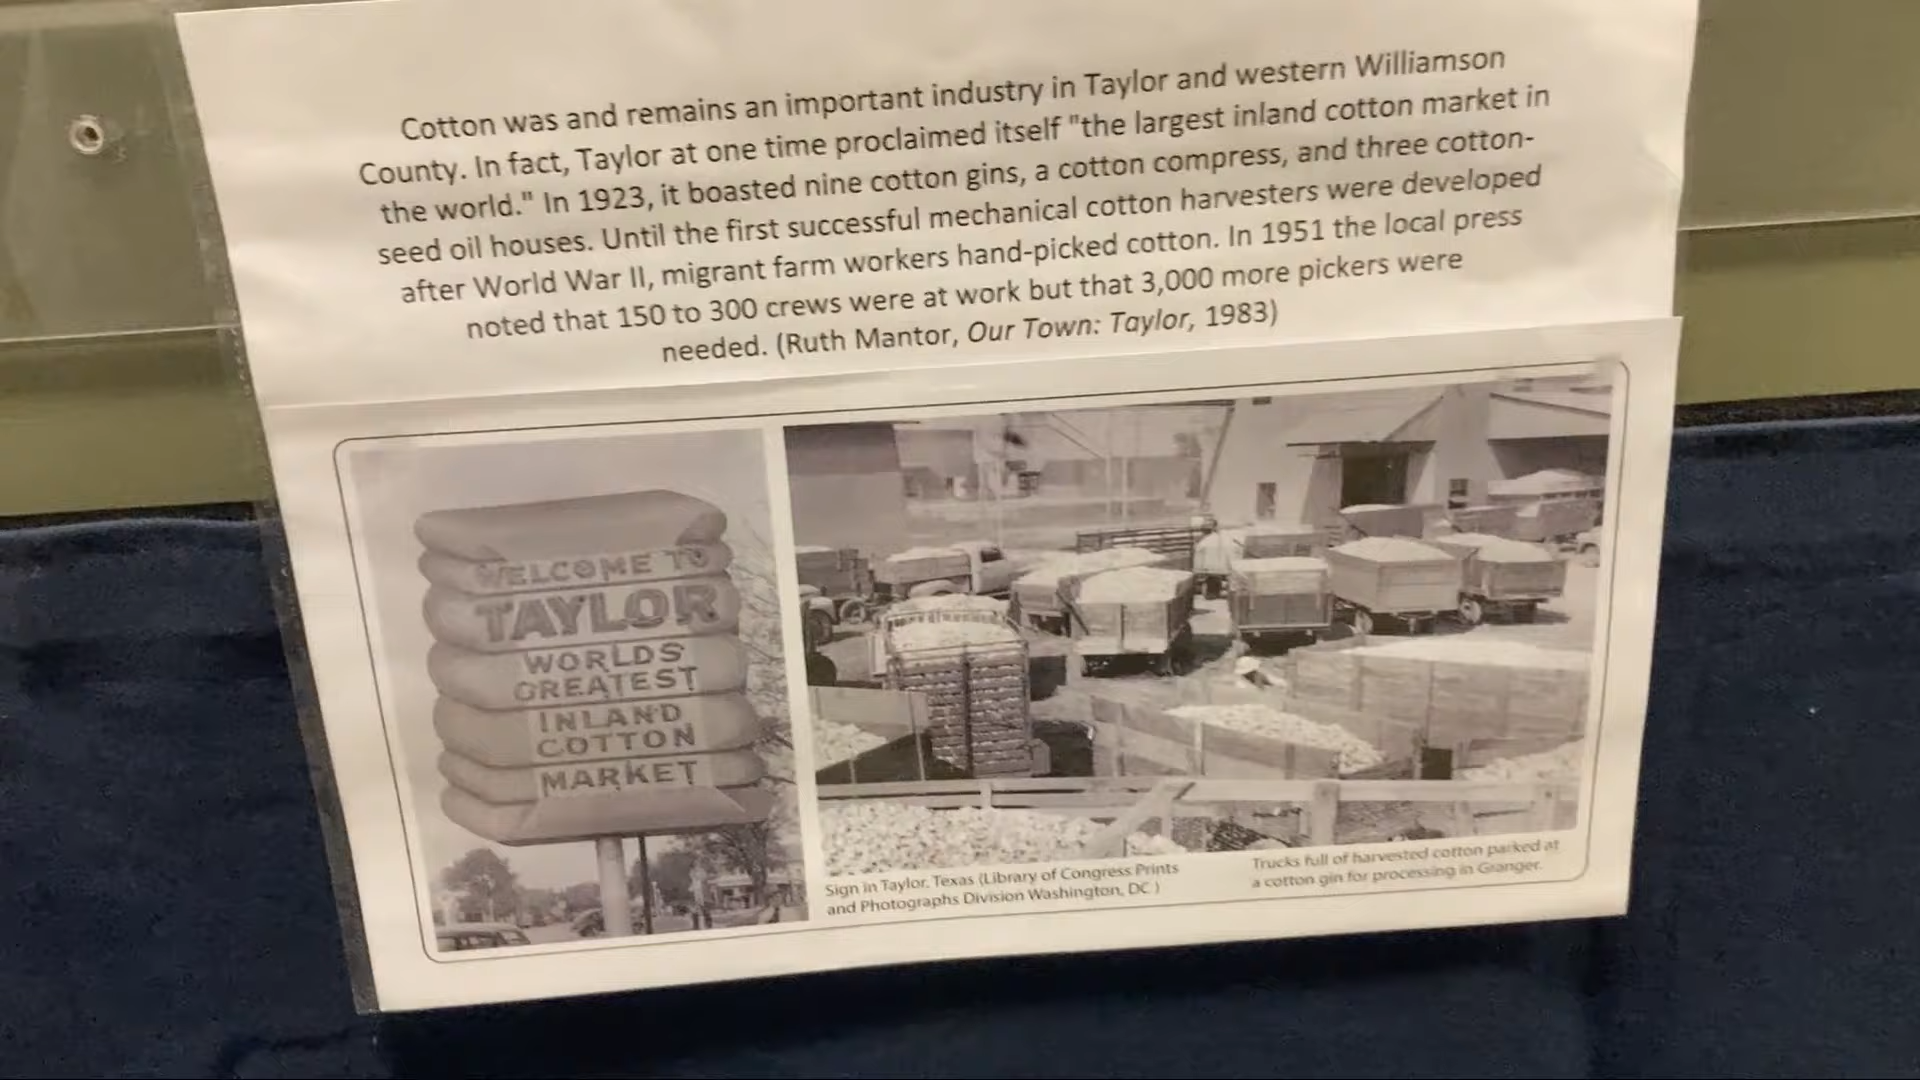 Cotton was and remains an important industry in Taylor and western Williamson
County. In fact, Taylor at one time proclaimed itself "the largest inland cotton market in
the world." In 1923, it boasted nine cotton gins, a cotton compress, and three cotton-
seed oil houses. Until the first successful mechanical cotton harvesters were developed
after World War II, migrant farm workers hand-picked cotton. In 1951 the local press
noted that 150 to 300 crews were at work but that 3,000 more pickers were
needed. (Ruth Mantor, Our Town: Taylor, 1983)
WELCOME TO
TAYLOR
WORLDS
GREATEST
INLAND
COTTON
MARKET
Sign in Taylor, Texas (Library of Congress Prints
and Photographs Division Washington, DC )
Trucks full of harvested cotton parked at
a cotton gin for processing in Granger.